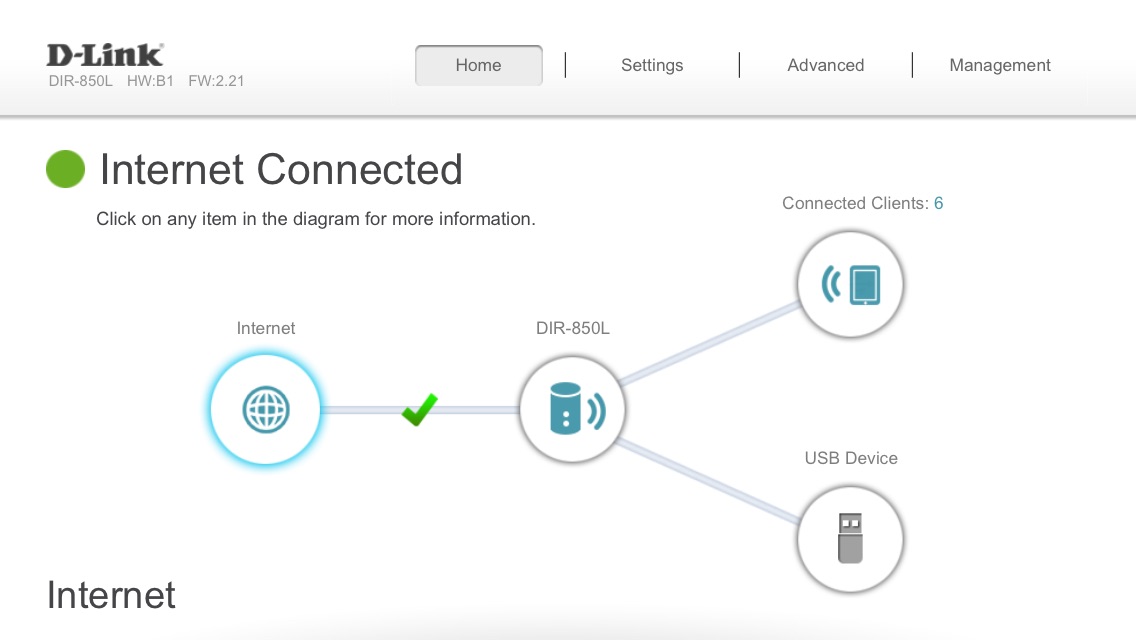 D-Link
DIR-850L HW:B1 FW:2.21
Home
Settings
Advanced
Management
Internet Connected
Click on any item in the diagram for more information.
Connected Clients: 6
Internet
DIR-850L
USB Device
Internet